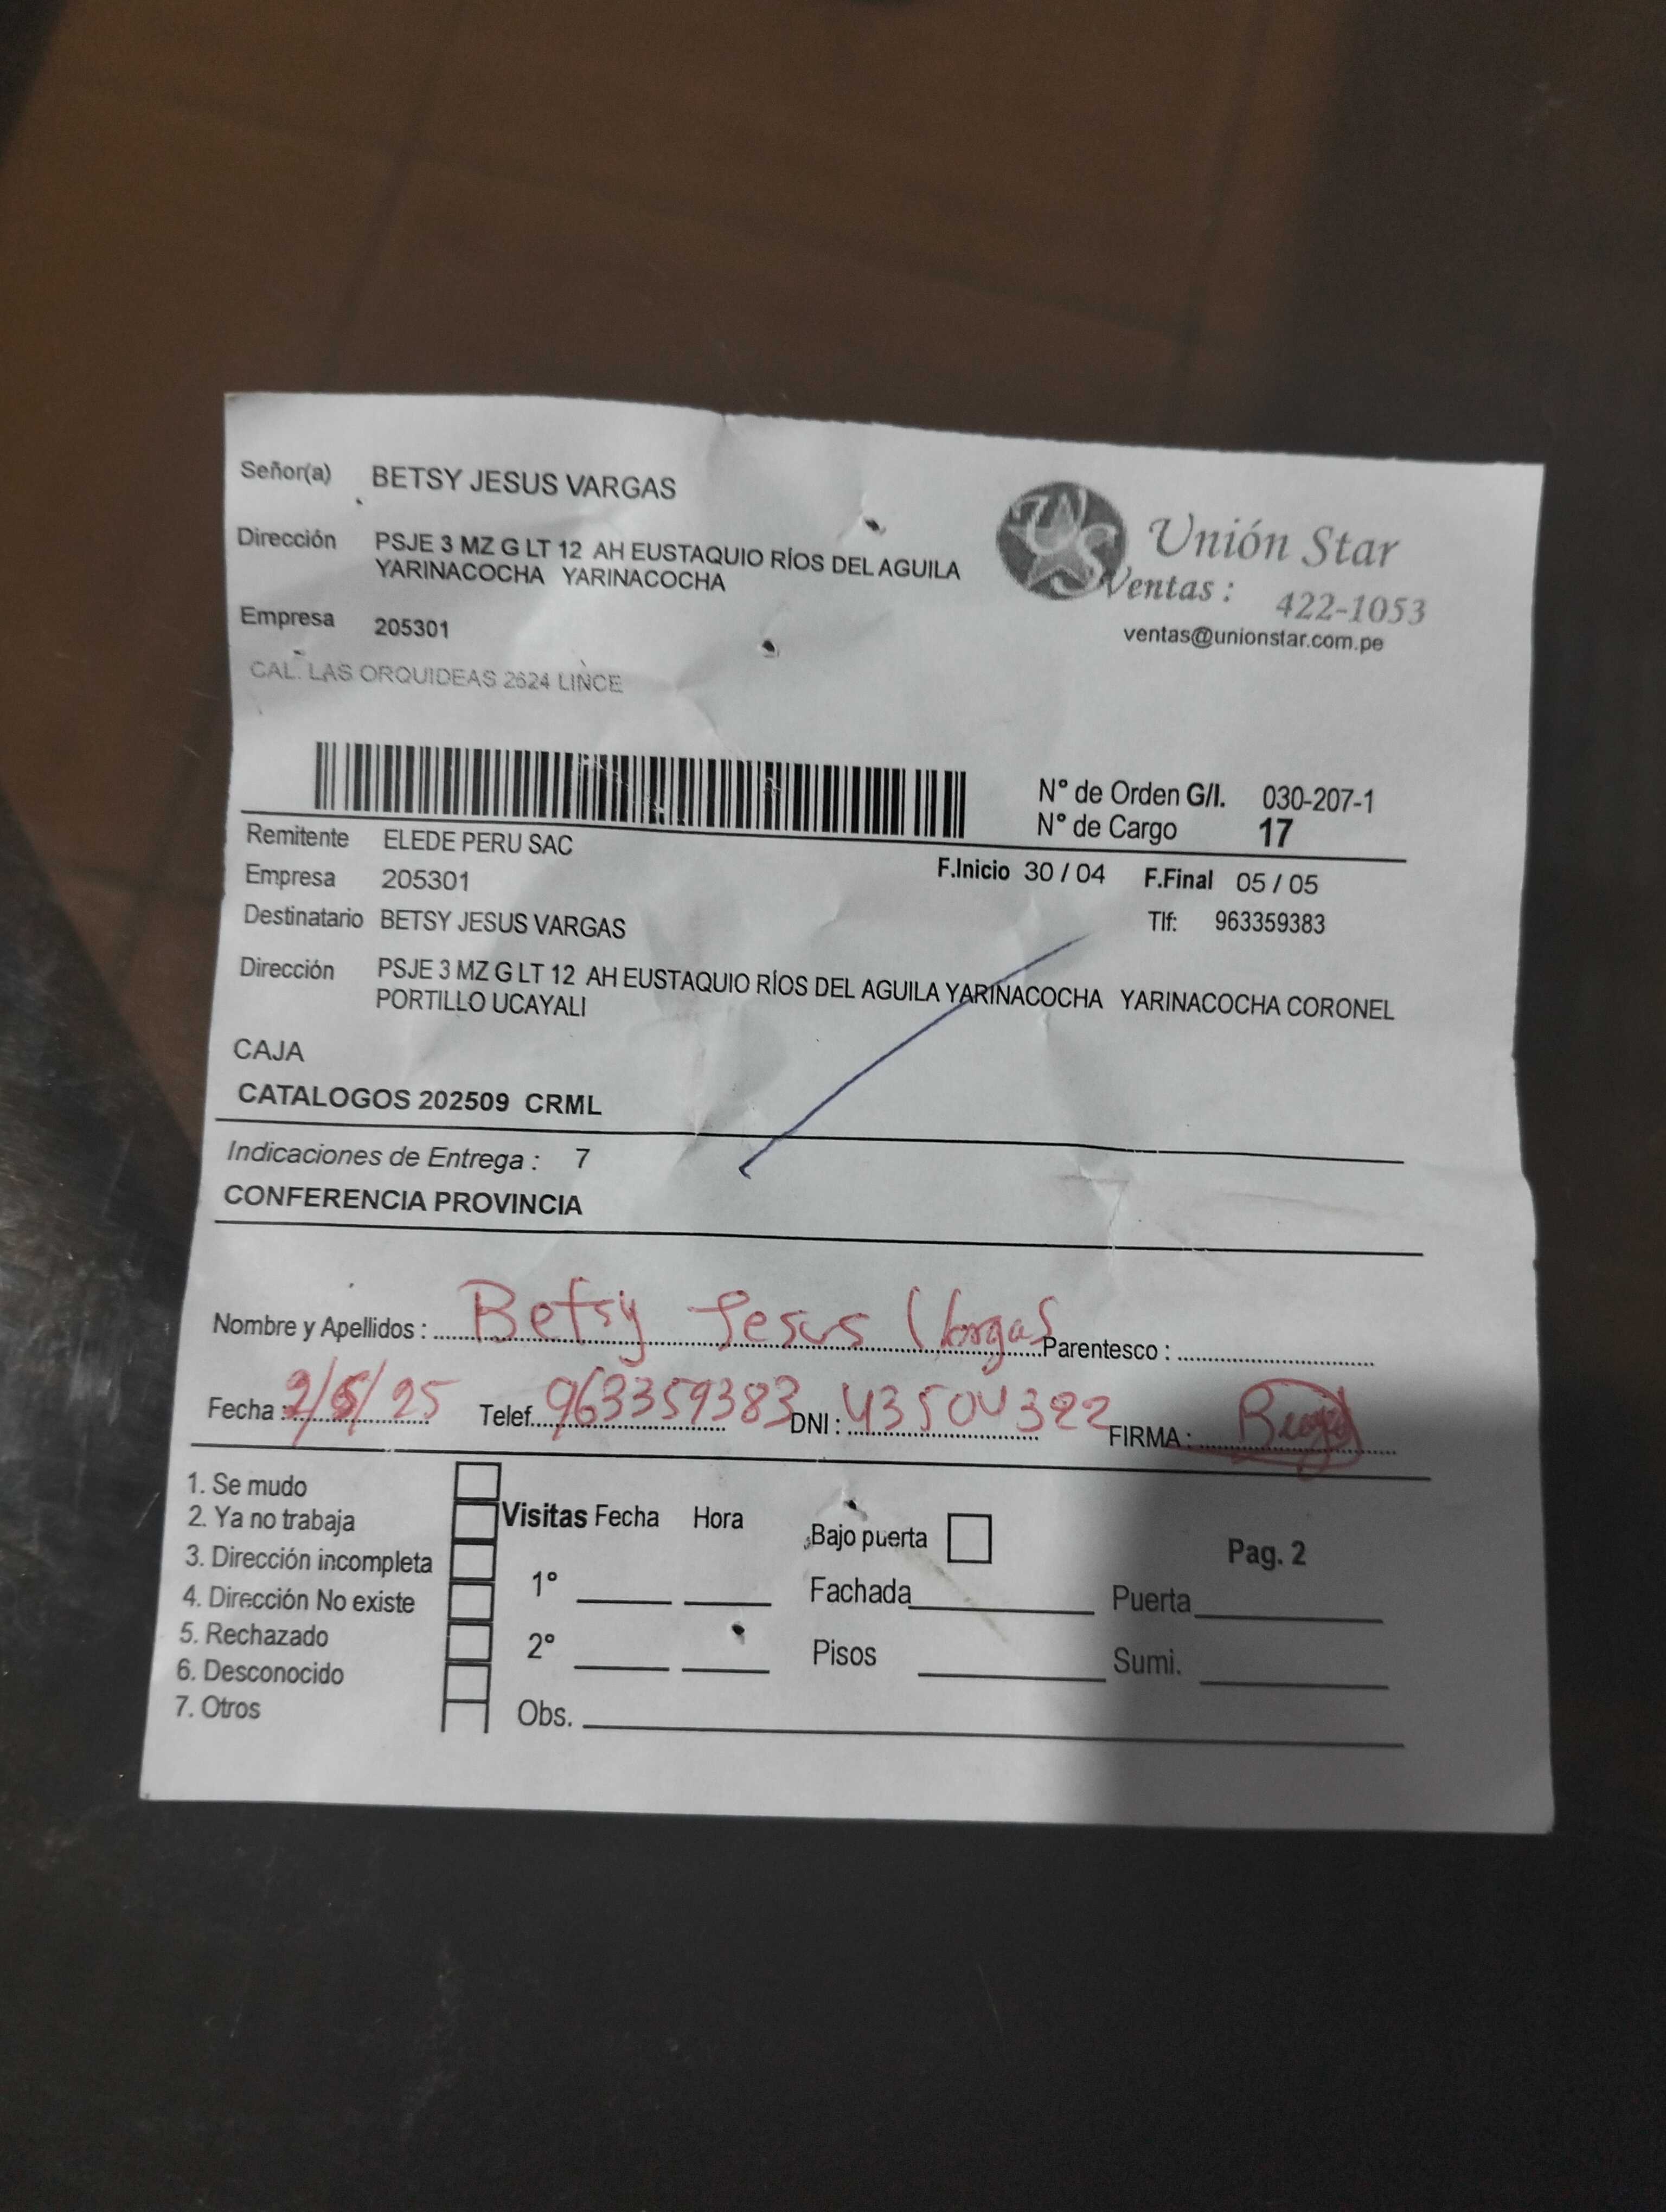 Señor(a) BETSY JESUS VARGAS
Dirección PSJE 3 MZ G LT 12 AH EUSTAQUIO RÍOS DEL AGUILA
YARINACOCHA YARINACOCHA
Empresa 205301
CAL. LAS ORQUIDEAS 2624 LINCE
US Unión Star
Ventas : 422-1053
ventas@unionstar.com.pe
N° de Orden G/I. 030-207-1
N° de Cargo 17
Remitente ELEDE PERU SAC
Empresa 205301
F.Inicio 30 / 04 F.Final 05 / 05
Destinatario BETSY JESUS VARGAS
Tlf: 963359383
Dirección PSJE 3 MZ G LT 12 AH EUSTAQUIO RÍOS DEL AGUILA YARINACOCHA YARINACOCHA CORONEL
PORTILLO UCAYALI
CAJA
CATALOGOS 202509 CRML
Indicaciones de Entrega : 7
CONFERENCIA PROVINCIA
Nombre y Apellidos : Betsy Jesus Vargas Parentesco :
Fecha : 2/5/25 Telef. 963359383 DNI : 43504322 FIRMA :
1. Se mudo
2. Ya no trabaja
3. Dirección incompleta
4. Dirección No existe
5. Rechazado
6. Desconocido
7. Otros
Visitas Fecha Hora
1°
2°
Obs.
Bajo puerta
Fachada
Pisos
Pag. 2
Puerta
Sumi.